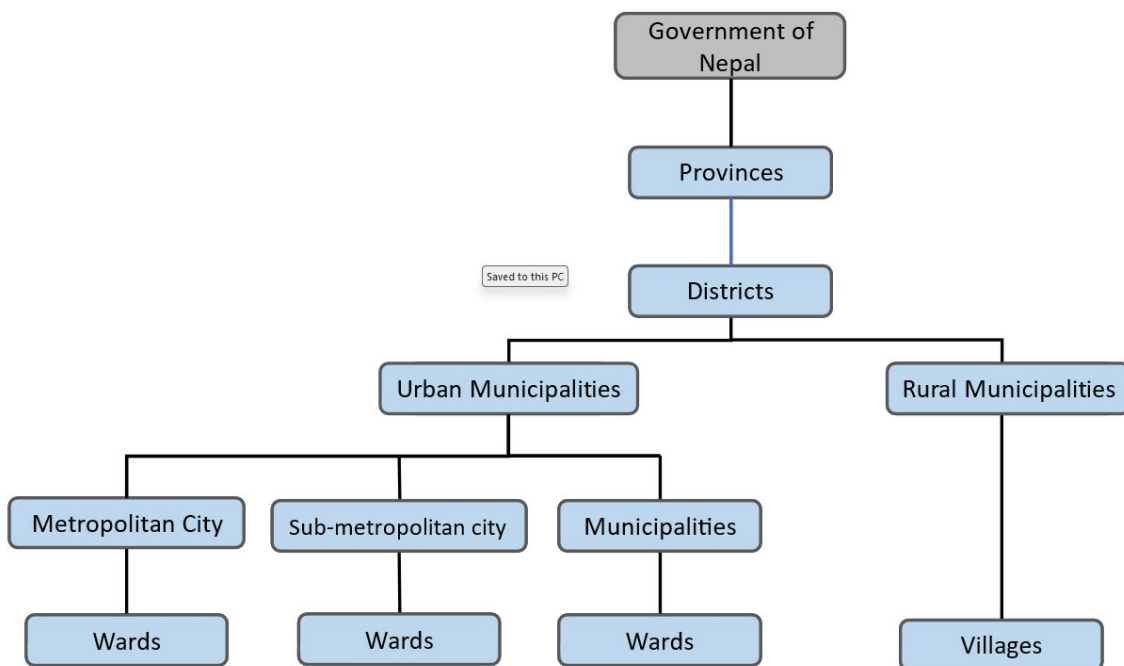 Government of
Nepal
Provinces
Saved to this PC
Districts
Urban Municipalities
Rural Municipalities
Metropolitan City
Sub-metropolitan city
Municipalities
Wards
Wards
Wards
Villages